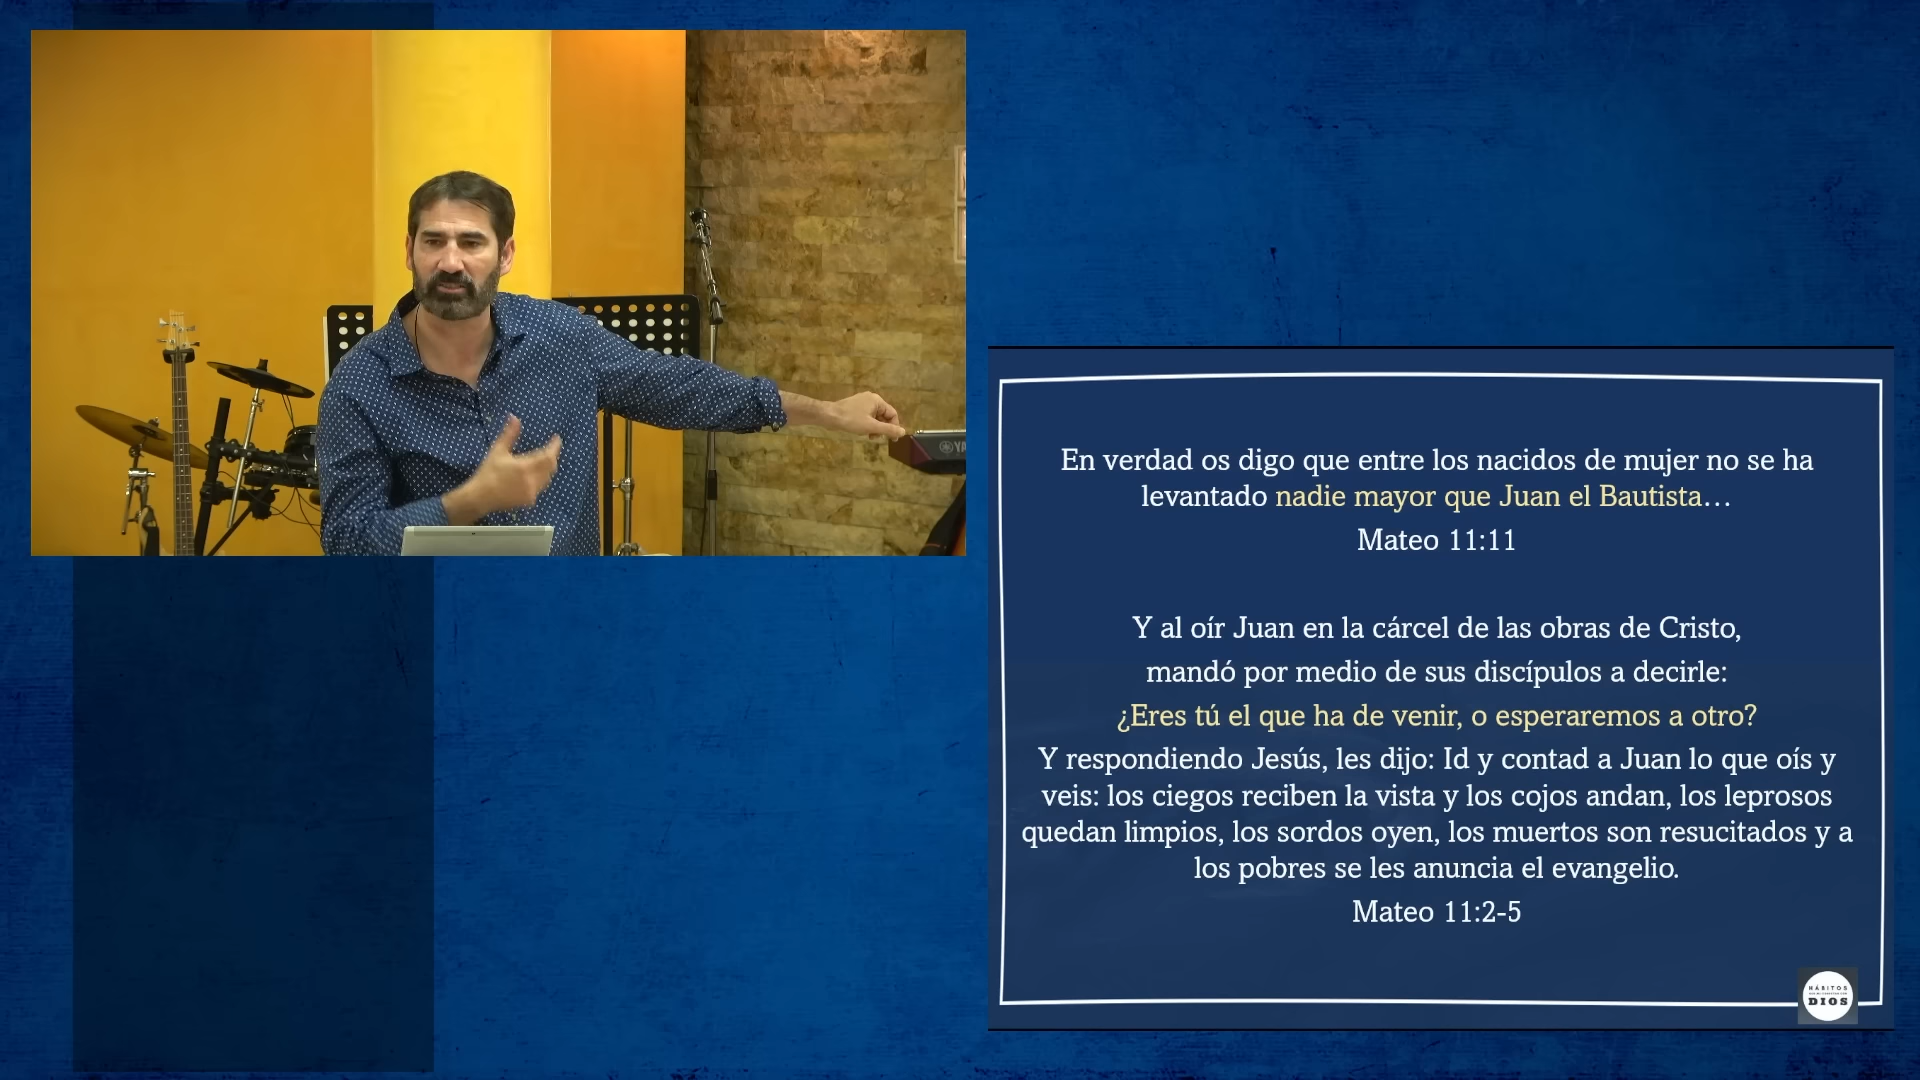 YA
En verdad os digo que entre los nacidos de mujer no se ha
levantado nadie mayor que Juan el Bautista…
Mateo 11:11
Y al oír Juan en la cárcel de las obras de Cristo,
mandó por medio de sus discípulos a decirle:
¿Eres tú el que ha de venir, o esperaremos a otro?
Y respondiendo Jesús, les dijo: Id y contad a Juan lo que oís y
veis: los ciegos reciben la vista y los cojos andan, los leprosos
quedan limpios, los sordos oyen, los muertos son resucitados y a
los pobres se les anuncia el evangelio.
Mateo 11:2-5
HÁBITOS
DIOS